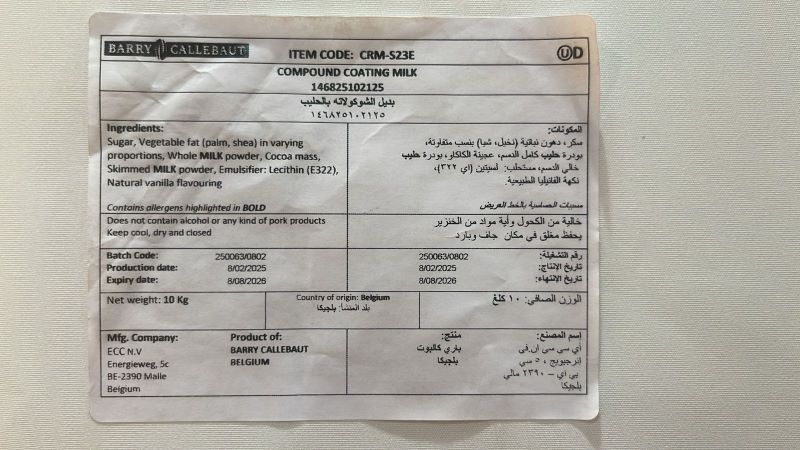 BARRY CALLEBAUT
ITEM CODE: CRM-S23E
U D
COMPOUND COATING MILK
146825102125
بديل الشوكولاته بالحليب
١٤٦٨٢٥١٠٢١٢٥
Ingredients:
Sugar, Vegetable fat (palm, shea) in varying
proportions, Whole MILK powder, Cocoa mass,
Skimmed MILK powder, Emulsifier: Lecithin (E322),
Natural vanilla flavouring
Contains allergens highlighted in BOLD
المكونات:
سكر، دهون نباتية (نخيل، شيا) بنسب متفاوتة،
بودرة حليب كامل الدسم، عجينة الكاكاو، بودرة حليب
خالي الدسم، مستحلب: لسيتين (اي ٣٢٢)،
نكهة الفانيليا الطبيعية.
مسببات الحساسية بالخط العريض
Does not contain alcohol or any kind of pork products
Keep cool, dry and closed
خالية من الكحول وأية مواد من الخنزير
يحفظ مغلق في مكان جاف وبارد
Batch Code: 250063/0802
Production date: 8/02/2025
Expiry date: 8/08/2026
رقم التشغيلة: 250063/0802
تاريخ الإنتاج: 8/02/2025
تاريخ الإنتهاء: 8/08/2026
Net weight: 10 Kg
Country of origin: Belgium
بلد المنشأ: بلجيكا
الوزن الصافي: ١٠ كلغ
Mfg. Company:
ECC N.V
Energieweg, 5c
BE-2390 Malle
Belgium
Product of:
BARRY CALLEBAUT
BELGIUM
منتج:
باري كالبوت
بلجيكا
إسم المصنع:
أي سي سي ان.في
إنرجيويج ، ٥ سي
بي اي – ٢٣٩٠ مالي
بلجيكا